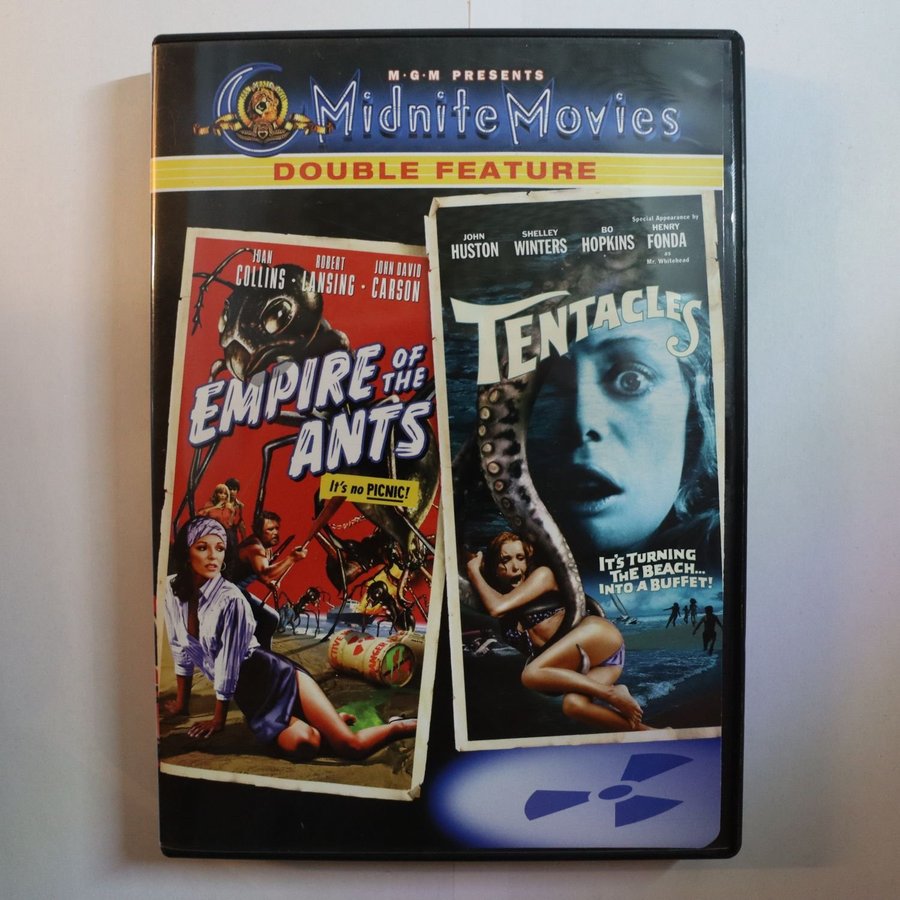 M·G·M PRESENTS
Midnite Movies
DOUBLE FEATURE
JOAN COLLINS · ROBERT LANSING · JOHN DAVID CARSON
EMPIRE OF THE ANTS
It's no PICNIC!
DANGER
JOHN HUSTON
SHELLEY WINTERS
BO HOPKINS
Special Appearance by
HENRY FONDA
as
Mr. Whitehead
TENTACLES
IT'S TURNING
THE BEACH...
INTO A BUFFET!